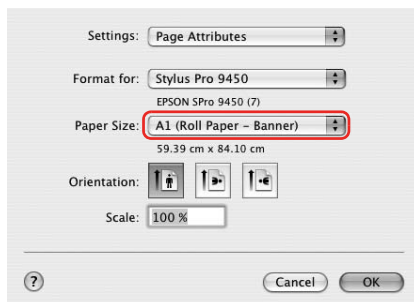 Settings: Page Attributes
Format for: Stylus Pro 9450
EPSON SPro 9450 (7)
Paper Size: A1 (Roll Paper – Banner)
59.39 cm x 84.10 cm
Orientation:
Scale: 100 %
? Cancel OK